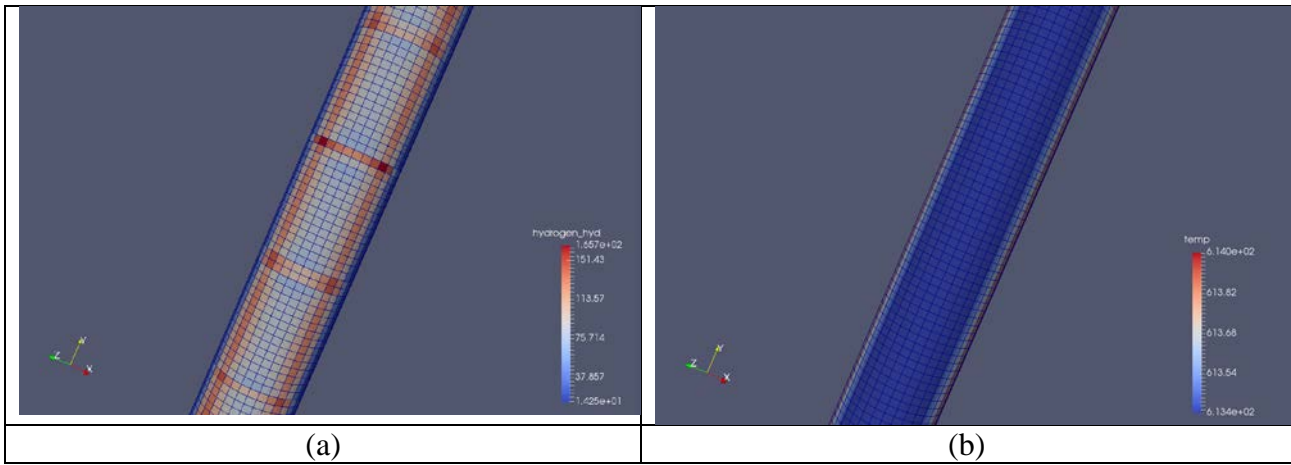 hydrogen_hyd
1.657e+02
151.43
113.57
75.714
37.857
1.425e+01
Z
Y
X
temp
6.140e+02
613.82
613.68
613.54
6.134e+02
Z
Y
X
(a)
(b)